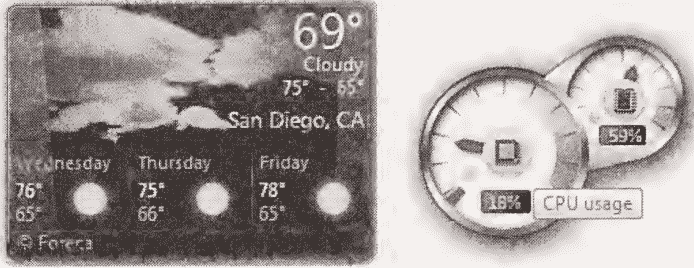 69°
Cloudy
75° - 65°
San Diego, CA
Wednesday Thursday Friday
76° 75° 78°
65° 66° 65°
© Foreca
59%
18% CPU usage